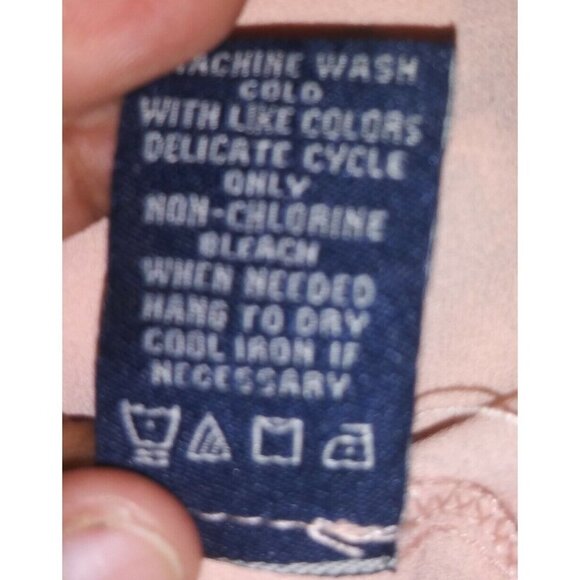 MACHINE WASH
COLD
WITH LIKE COLORS
DELICATE CYCLE
ONLY
NON-CHLORINE
BLEACH
WHEN NEEDED
HANG TO DRY
COOL IRON IF
NECESSARY